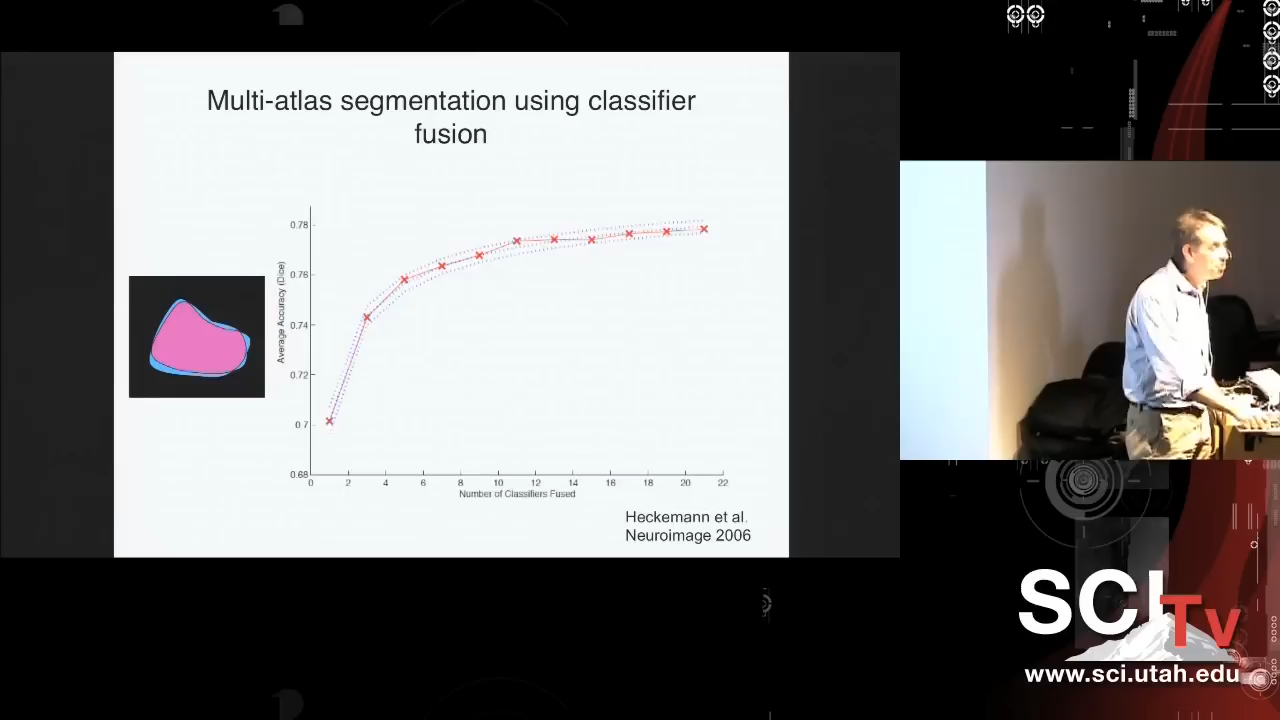 Multi-atlas segmentation using classifier
fusion
Average Accuracy (Dice)
0.78
0.76
0.74
0.72
0.7
0.68
0 2 4 6 8 10 12 14 16 18 20 22
Number of Classifiers Fused
Heckemann et al.
Neuroimage 2006
SCI
Tv
www.sci.utah.edu